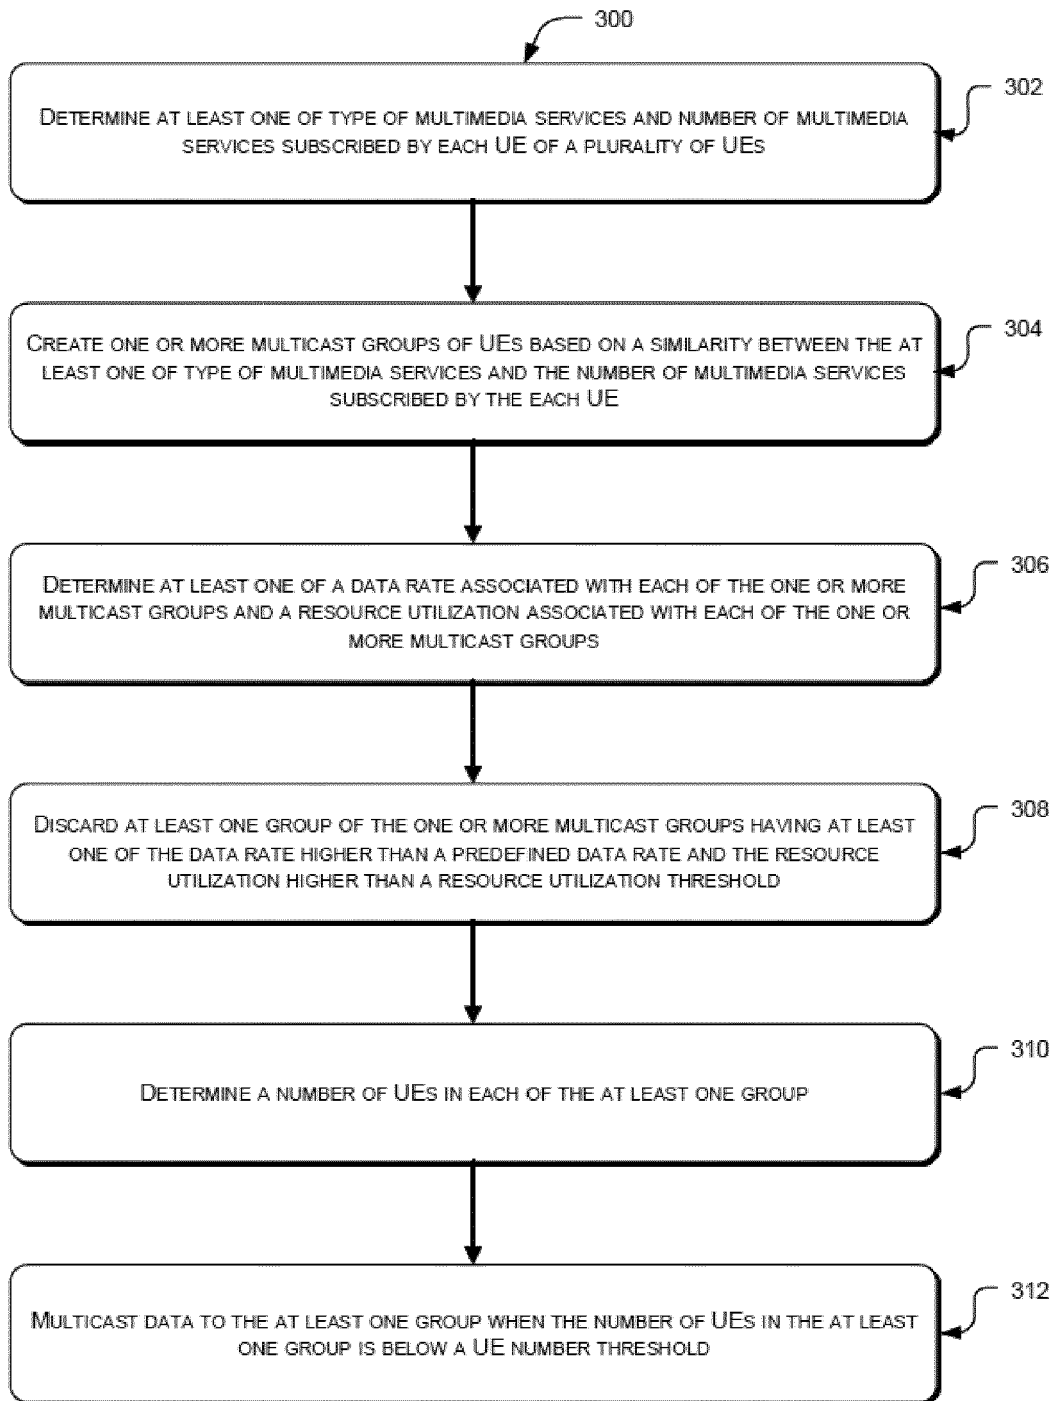 300
302
DETERMINE AT LEAST ONE OF TYPE OF MULTIMEDIA SERVICES AND NUMBER OF MULTIMEDIA
SERVICES SUBSCRIBED BY EACH UE OF A PLURALITY OF UES
304
CREATE ONE OR MORE MULTICAST GROUPS OF UES BASED ON A SIMILARITY BETWEEN THE AT
LEAST ONE OF TYPE OF MULTIMEDIA SERVICES AND THE NUMBER OF MULTIMEDIA SERVICES
SUBSCRIBED BY THE EACH UE
306
DETERMINE AT LEAST ONE OF A DATA RATE ASSOCIATED WITH EACH OF THE ONE OR MORE
MULTICAST GROUPS AND A RESOURCE UTILIZATION ASSOCIATED WITH EACH OF THE ONE OR
MORE MULTICAST GROUPS
308
DISCARD AT LEAST ONE GROUP OF THE ONE OR MORE MULTICAST GROUPS HAVING AT LEAST
ONE OF THE DATA RATE HIGHER THAN A PREDEFINED DATA RATE AND THE RESOURCE
UTILIZATION HIGHER THAN A RESOURCE UTILIZATION THRESHOLD
310
DETERMINE A NUMBER OF UES IN EACH OF THE AT LEAST ONE GROUP
312
MULTICAST DATA TO THE AT LEAST ONE GROUP WHEN THE NUMBER OF UES IN THE AT LEAST
ONE GROUP IS BELOW A UE NUMBER THRESHOLD